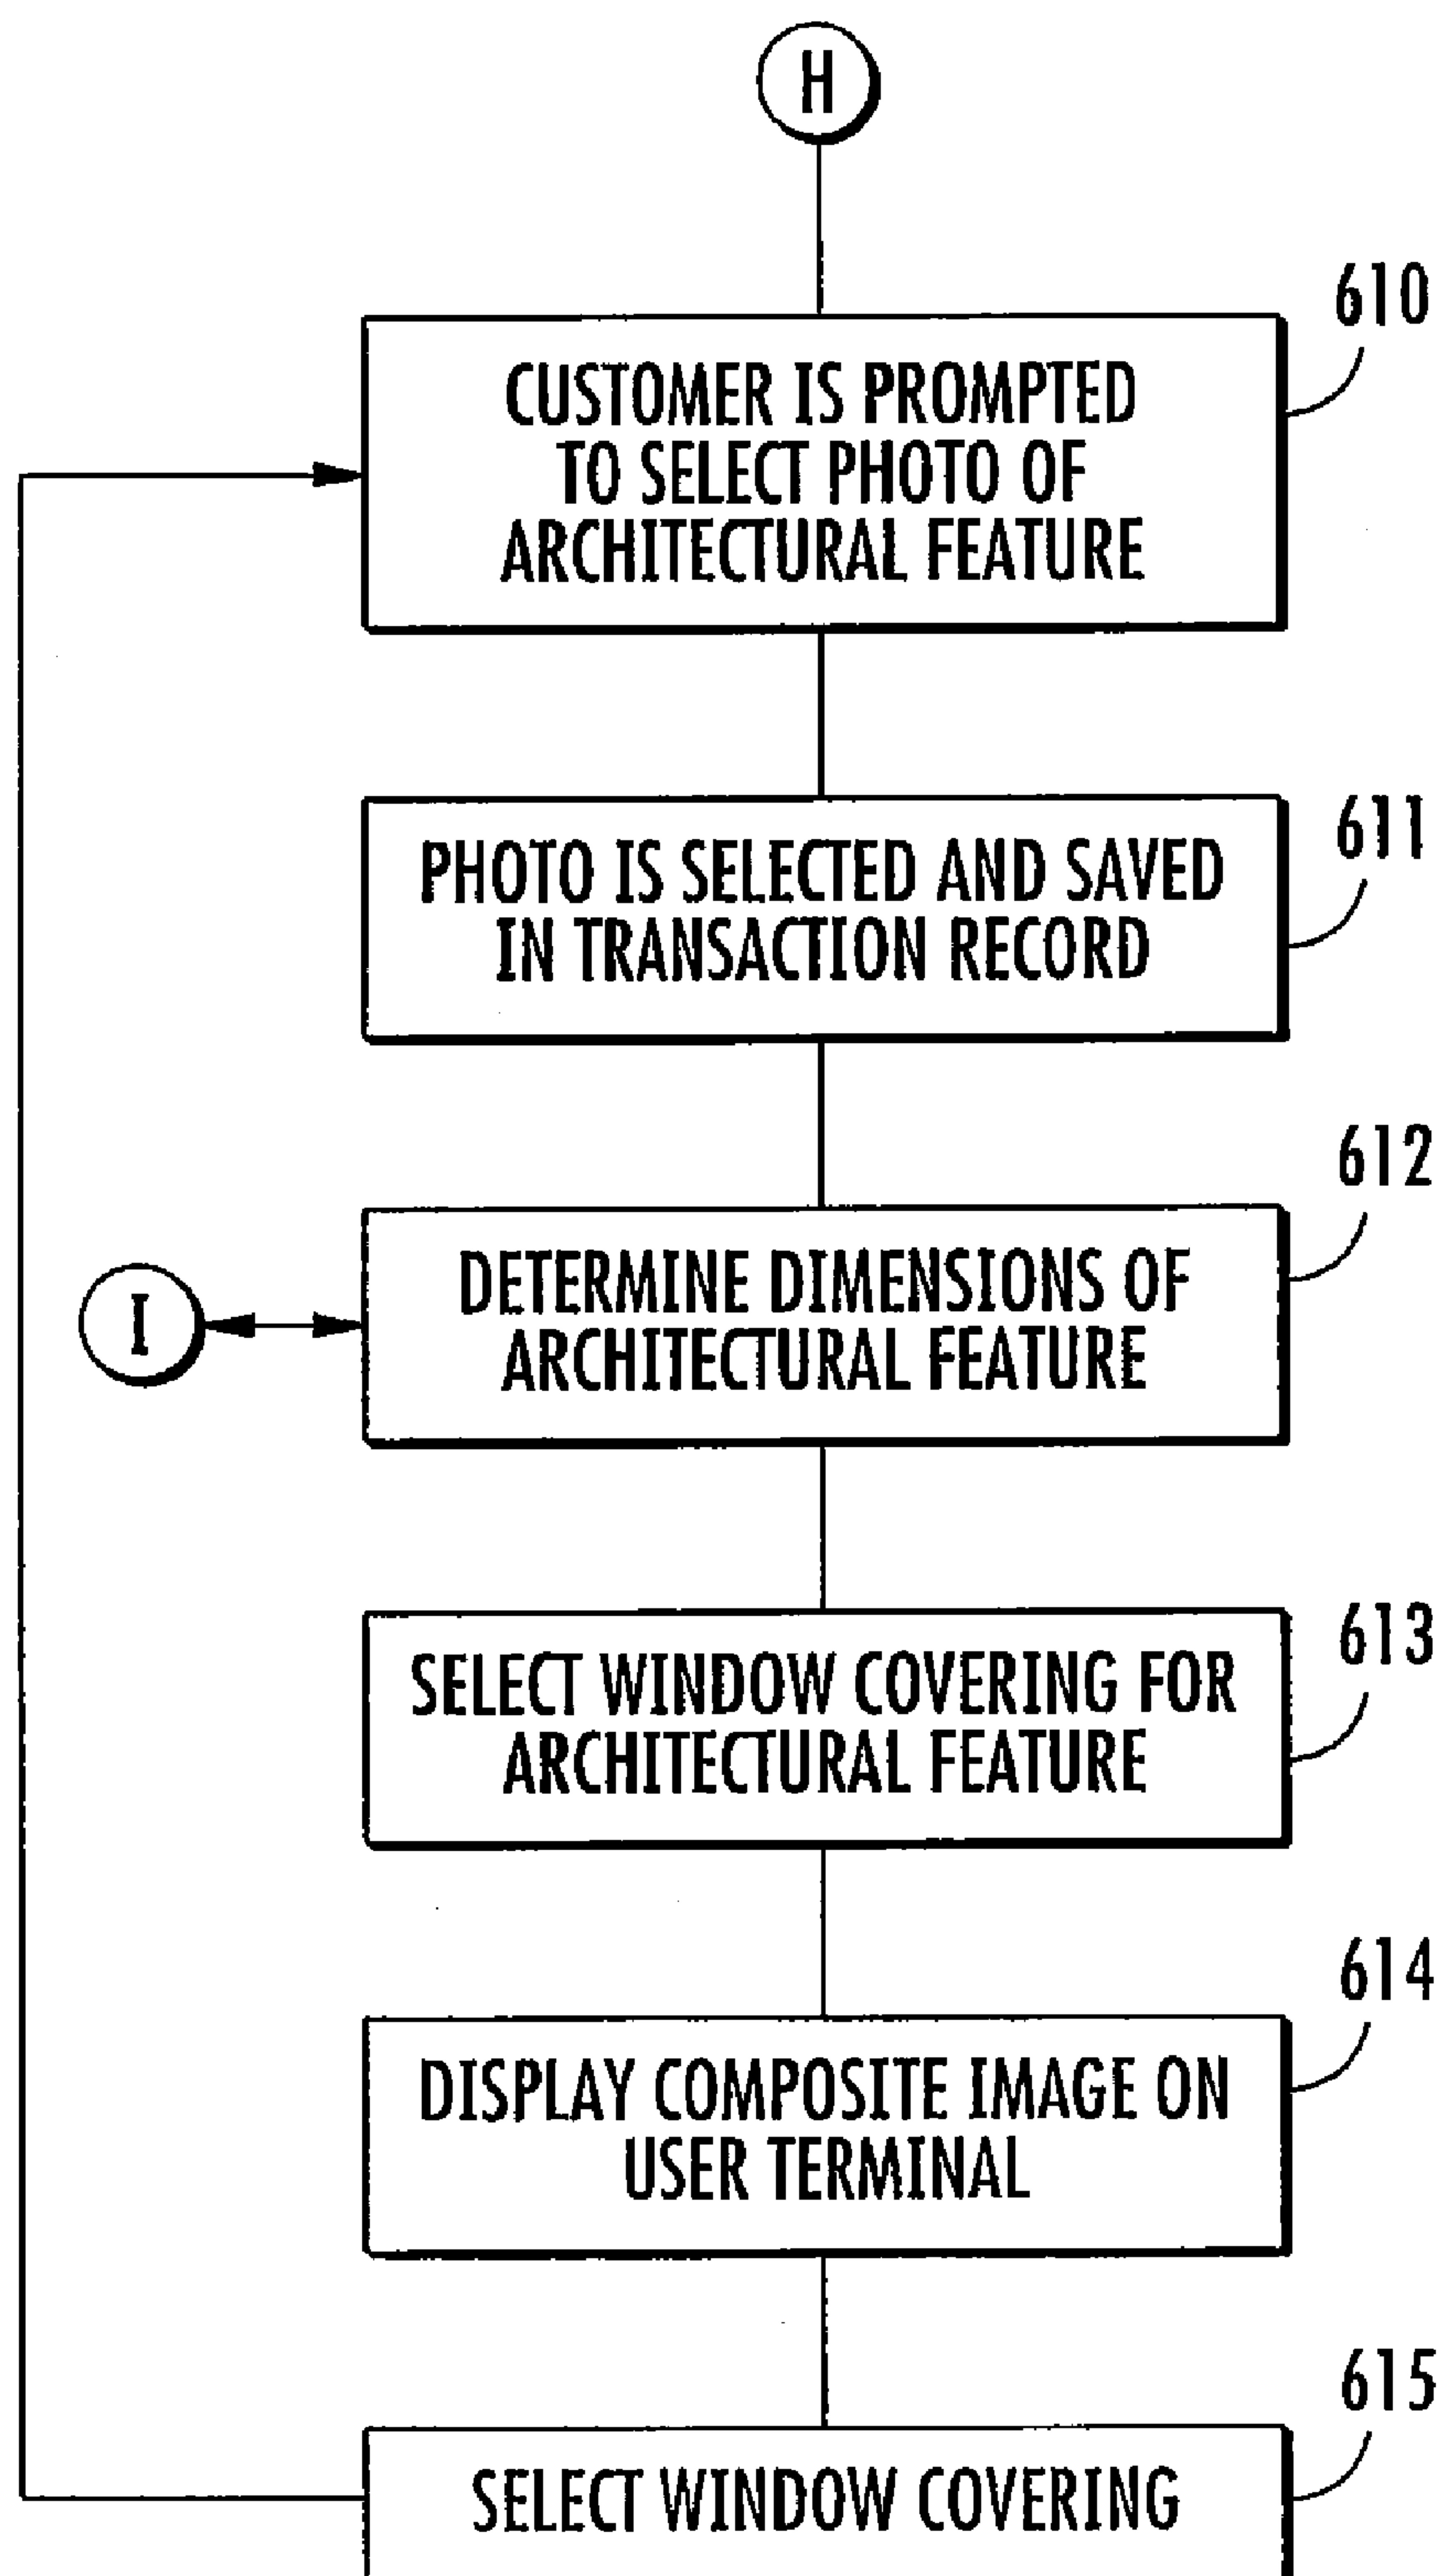 H
610
CUSTOMER IS PROMPTED
TO SELECT PHOTO OF
ARCHITECTURAL FEATURE
611
PHOTO IS SELECTED AND SAVED
IN TRANSACTION RECORD
612
DETERMINE DIMENSIONS OF
ARCHITECTURAL FEATURE
I
613
SELECT WINDOW COVERING FOR
ARCHITECTURAL FEATURE
614
DISPLAY COMPOSITE IMAGE ON
USER TERMINAL
615
SELECT WINDOW COVERING